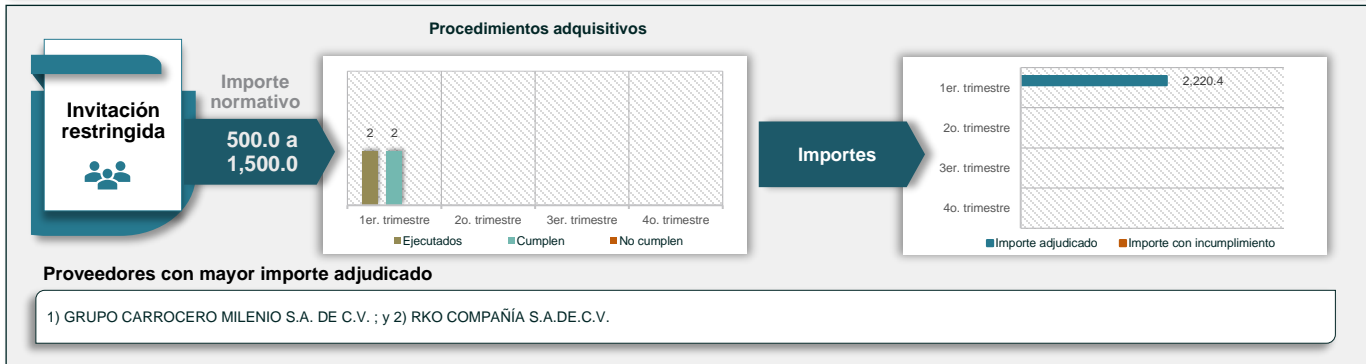 Procedimientos adquisitivos
Invitación
restringida
Importe
normativo
500.0 a
1,500.0
2 2
1er. trimestre 2o. trimestre 3er. trimestre 4o. trimestre
Ejecutados Cumplen No cumplen
Importes
1er. trimestre 2,220.4
2o. trimestre
3er. trimestre
4o. trimestre
Importe adjudicado Importe con incumplimiento
Proveedores con mayor importe adjudicado
1) GRUPO CARROCERO MILENIO S.A. DE C.V. ; y 2) RKO COMPAÑÍA S.A.DE.C.V.